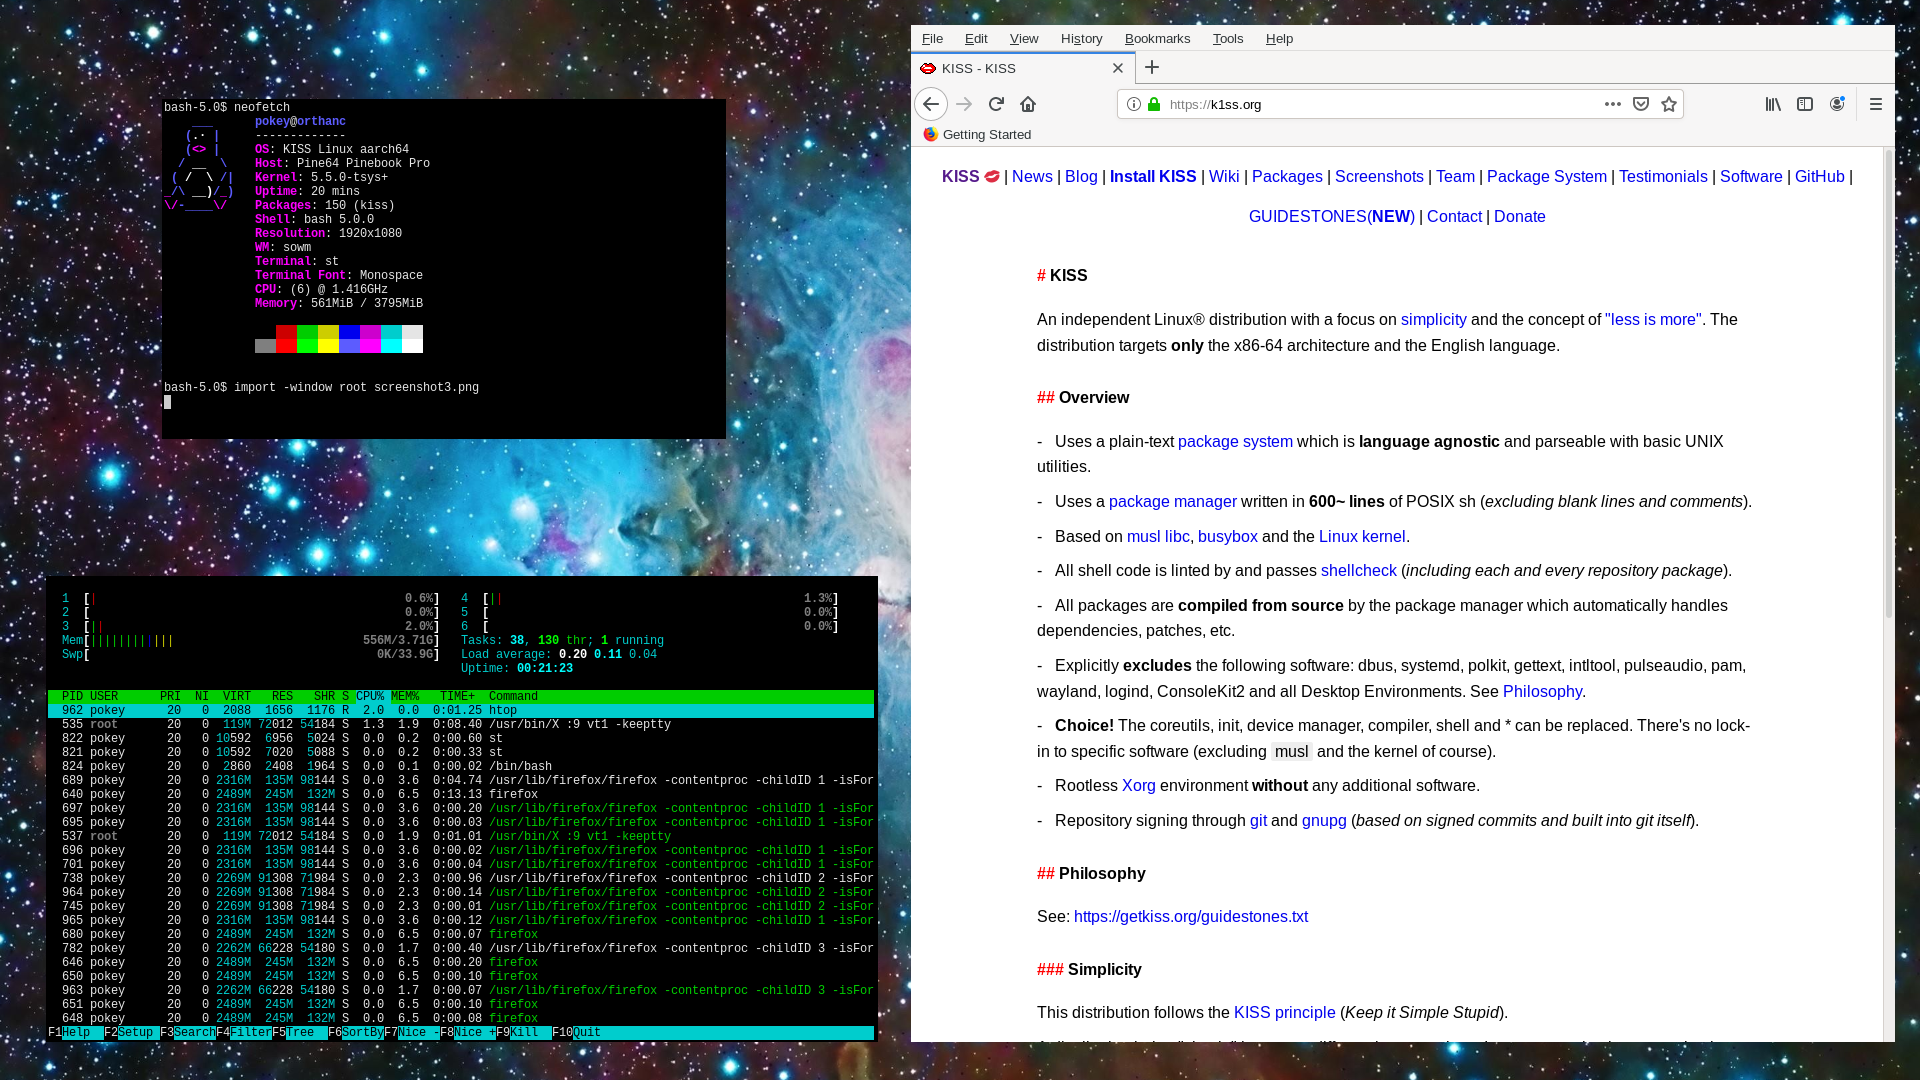 bash-5.0$ neofetch
pokey@orthanc
-------------
OS: KISS Linux aarch64
Host: Pine64 Pinebook Pro
Kernel: 5.5.0-tsys+
Uptime: 20 mins
Packages: 150 (kiss)
Shell: bash 5.0.0
Resolution: 1920x1080
WM: sowm
Terminal: st
Terminal Font: Monospace
CPU: (6) @ 1.416GHz
Memory: 561MiB / 3795MiB
bash-5.0$ import -window root screenshot3.png
1 [| 0.6%] 4 [|| 1.3%]
2 [ 0.0%] 5 [ 0.0%]
3 [|| 2.0%] 6 [ 0.0%]
Mem[|||||||||||| 556M/3.71G] Tasks: 38, 130 thr; 1 running
Swp[ 0K/33.9G] Load average: 0.20 0.11 0.04
Uptime: 00:21:23
PID USER PRI NI VIRT RES SHR S CPU% MEM% TIME+ Command
962 pokey 20 0 2088 1656 1176 R 2.0 0.0 0:01.25 htop
535 root 20 0 119M 72012 54184 S 1.3 1.9 0:08.40 /usr/bin/X :9 vt1 -keeptty
822 pokey 20 0 10592 6956 5024 S 0.0 0.2 0:00.60 st
821 pokey 20 0 10592 7020 5088 S 0.0 0.2 0:00.33 st
824 pokey 20 0 2860 2408 1964 S 0.0 0.1 0:00.02 /bin/bash
689 pokey 20 0 2316M 135M 98144 S 0.0 3.6 0:04.74 /usr/lib/firefox/firefox -contentproc -childID 1 -isFor
640 pokey 20 0 2489M 245M 132M S 0.0 6.5 0:13.13 firefox
697 pokey 20 0 2316M 135M 98144 S 0.0 3.6 0:00.20 /usr/lib/firefox/firefox -contentproc -childID 1 -isFor
695 pokey 20 0 2316M 135M 98144 S 0.0 3.6 0:00.03 /usr/lib/firefox/firefox -contentproc -childID 1 -isFor
537 root 20 0 119M 72012 54184 S 0.0 1.9 0:01.01 /usr/bin/X :9 vt1 -keeptty
696 pokey 20 0 2316M 135M 98144 S 0.0 3.6 0:00.02 /usr/lib/firefox/firefox -contentproc -childID 1 -isFor
701 pokey 20 0 2316M 135M 98144 S 0.0 3.6 0:00.04 /usr/lib/firefox/firefox -contentproc -childID 1 -isFor
738 pokey 20 0 2269M 91308 71984 S 0.0 2.3 0:00.96 /usr/lib/firefox/firefox -contentproc -childID 2 -isFor
964 pokey 20 0 2269M 91308 71984 S 0.0 2.3 0:00.14 /usr/lib/firefox/firefox -contentproc -childID 2 -isFor
745 pokey 20 0 2269M 91308 71984 S 0.0 2.3 0:00.01 /usr/lib/firefox/firefox -contentproc -childID 2 -isFor
965 pokey 20 0 2316M 135M 98144 S 0.0 3.6 0:00.12 /usr/lib/firefox/firefox -contentproc -childID 1 -isFor
680 pokey 20 0 2489M 245M 132M S 0.0 6.5 0:00.07 firefox
782 pokey 20 0 2262M 66228 54180 S 0.0 1.7 0:00.40 /usr/lib/firefox/firefox -contentproc -childID 3 -isFor
646 pokey 20 0 2489M 245M 132M S 0.0 6.5 0:00.20 firefox
650 pokey 20 0 2489M 245M 132M S 0.0 6.5 0:00.10 firefox
963 pokey 20 0 2262M 66228 54180 S 0.0 1.7 0:00.07 /usr/lib/firefox/firefox -contentproc -childID 3 -isFor
651 pokey 20 0 2489M 245M 132M S 0.0 6.5 0:00.10 firefox
648 pokey 20 0 2489M 245M 132M S 0.0 6.5 0:00.08 firefox
F1Help F2Setup F3SearchF4FilterF5Tree F6SortByF7Nice -F8Nice +F9Kill F10Quit
File Edit View History Bookmarks Tools Help
KISS - KISS
https://k1ss.org
Getting Started
KISS 💋 | News | Blog | Install KISS | Wiki | Packages | Screenshots | Team | Package System | Testimonials | Software | GitHub |
GUIDESTONES(NEW) | Contact | Donate
# KISS
An independent Linux® distribution with a focus on simplicity and the concept of "less is more". The
distribution targets only the x86-64 architecture and the English language.
## Overview
- Uses a plain-text package system which is language agnostic and parseable with basic UNIX
utilities.
- Uses a package manager written in 600~ lines of POSIX sh (excluding blank lines and comments).
- Based on musl libc, busybox and the Linux kernel.
- All shell code is linted by and passes shellcheck (including each and every repository package).
- All packages are compiled from source by the package manager which automatically handles
dependencies, patches, etc.
- Explicitly excludes the following software: dbus, systemd, polkit, gettext, intltool, pulseaudio, pam,
wayland, logind, ConsoleKit2 and all Desktop Environments. See Philosophy.
- Choice! The coreutils, init, device manager, compiler, shell and * can be replaced. There's no lock-
in to specific software (excluding musl and the kernel of course).
- Rootless Xorg environment without any additional software.
- Repository signing through git and gnupg (based on signed commits and built into git itself).
## Philosophy
See: https://getkiss.org/guidestones.txt
### Simplicity
This distribution follows the KISS principle (Keep it Simple Stupid).